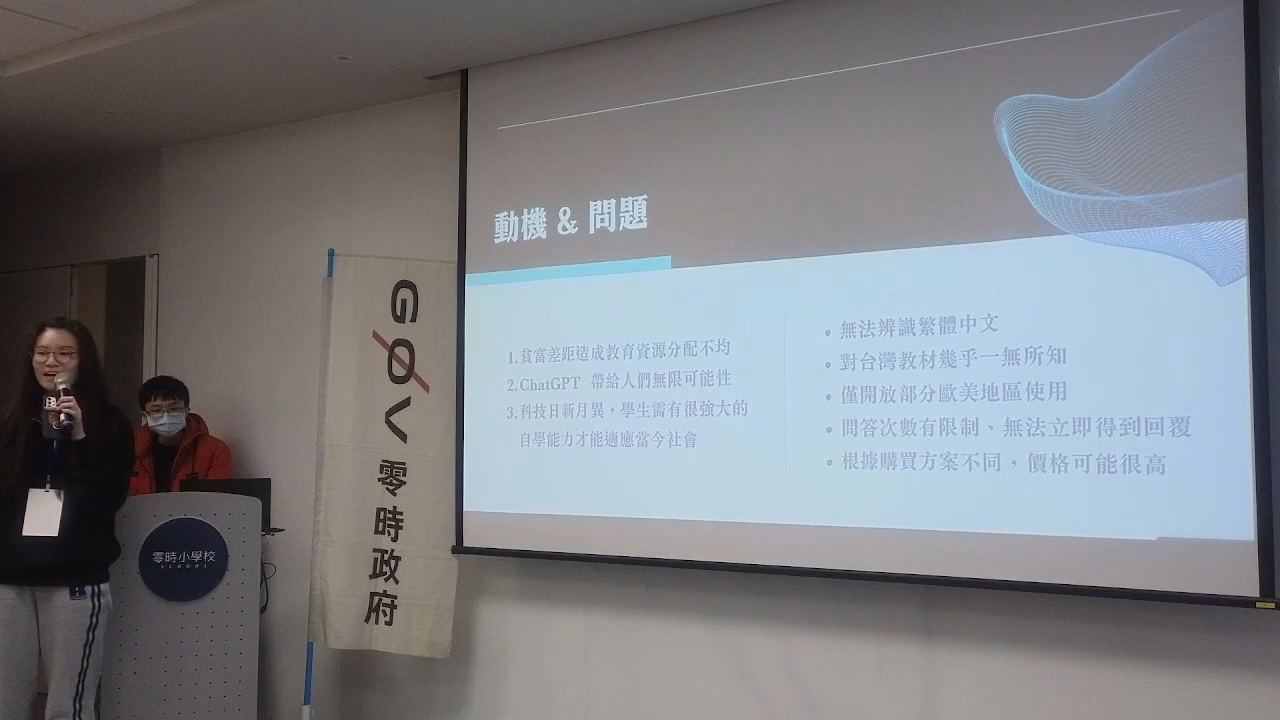 動機 & 問題
1.貧富差距造成教育資源分配不均
2.ChatGPT 帶給人們無限可能性
3.科技日新月異，學生需有很強大的
自學能力才能適應當今社會
• 無法辨識繁體中文
• 對台灣教材幾乎一無所知
• 僅開放部分歐美地區使用
• 問答次數有限制、無法立即得到回覆
• 根據購買方案不同，價格可能很高
G0V 零時政府
零時小學校
SCHOOL